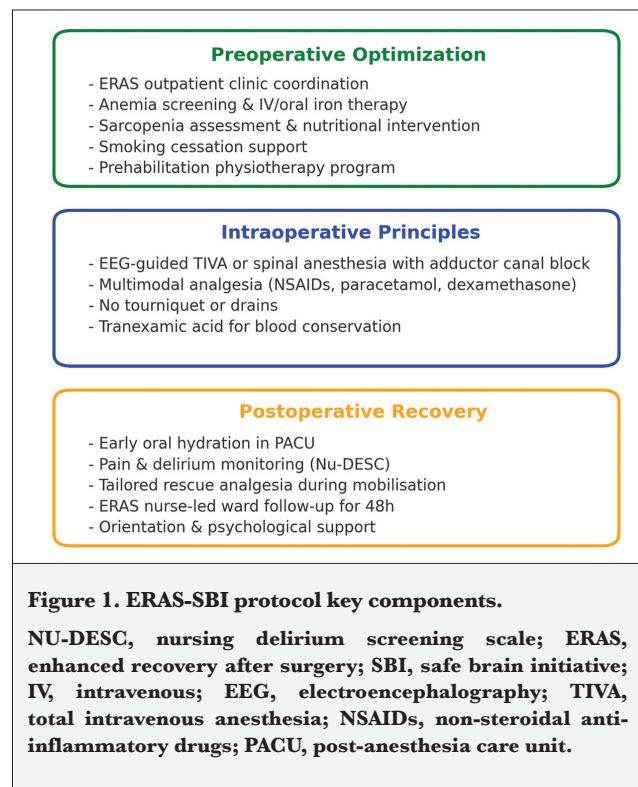 Preoperative Optimization
- ERAS outpatient clinic coordination
- Anemia screening & IV/oral iron therapy
- Sarcopenia assessment & nutritional intervention
- Smoking cessation support
- Prehabilitation physiotherapy program
Intraoperative Principles
- EEG-guided TIVA or spinal anesthesia with adductor canal block
- Multimodal analgesia (NSAIDs, paracetamol, dexamethasone)
- No tourniquet or drains
- Tranexamic acid for blood conservation
Postoperative Recovery
- Early oral hydration in PACU
- Pain & delirium monitoring (Nu-DESC)
- Tailored rescue analgesia during mobilisation
- ERAS nurse-led ward follow-up for 48h
- Orientation & psychological support
Figure 1. ERAS-SBI protocol key components.
NU-DESC, nursing delirium screening scale; ERAS,
enhanced recovery after surgery; SBI, safe brain initiative;
IV, intravenous; EEG, electroencephalography; TIVA,
total intravenous anesthesia; NSAIDs, non-steroidal anti-
inflammatory drugs; PACU, post-anesthesia care unit.